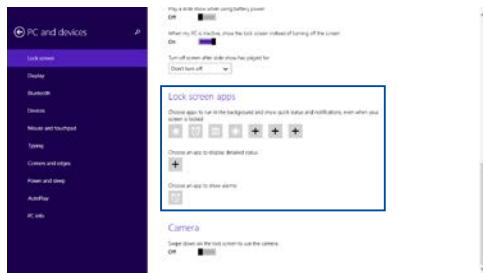 PC and devices
Lock screen
Display
Bluetooth
Devices
Mouse and touchpad
Typing
Corners and edges
Power and sleep
AutoPlay
PC info
Play a slide show when using battery power
Off
When my PC is inactive, show the lock screen instead of turning off the screen
On
Turn off screen after slide show has played for
Don't turn off
Lock screen apps
Choose apps to run in the background and show quick status and notifications, even when your
screen is locked
Choose an app to display detailed status
Choose an app to show alarms
Camera
Swipe down on the lock screen to use the camera.
Off